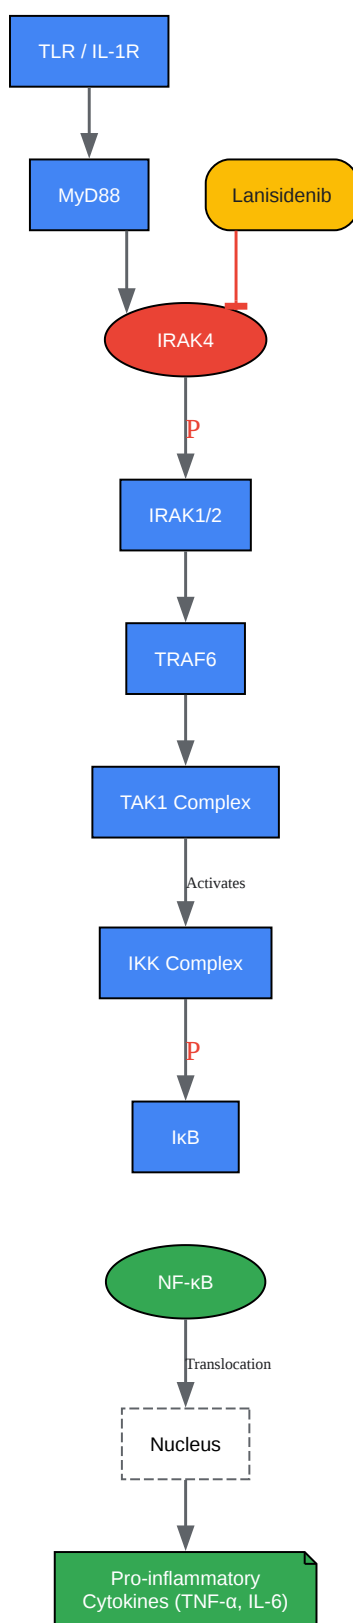 TLR / IL-1R
MyD88
Lanisidenib
IRAK4
P
IRAK1/2
TRAF6
TAK1 Complex
Activates
IKK Complex
P
IκB
NF-κB
Translocation
Nucleus
Pro-inflammatory
Cytokines (TNF-α, IL-6)